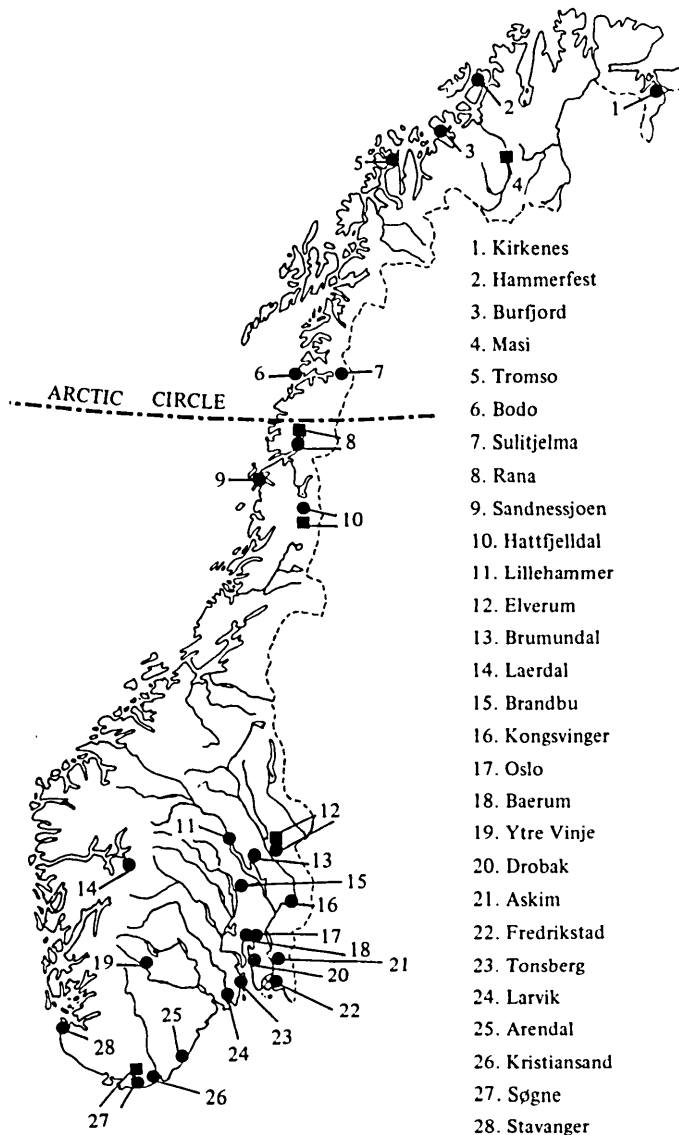 2
1
3
5
4
1. Kirkenes
2. Hammerfest
3. Burfjord
4. Masi
5. Tromso
6. Bodo
7. Sulitjelma
8. Rana
9. Sandnessjoen
10. Hattfjelldal
11. Lillehammer
12. Elverum
13. Brumundal
14. Laerdal
15. Brandbu
16. Kongsvinger
17. Oslo
18. Baerum
19. Ytre Vinje
20. Drobak
21. Askim
22. Fredrikstad
23. Tonsberg
24. Larvik
25. Arendal
26. Kristiansand
27. Søgne
28. Stavanger
6
7
ARCTIC CIRCLE
8
9
10
12
11
13
14
15
16
17
18
19
20
21
22
23
24
25
28
26
27